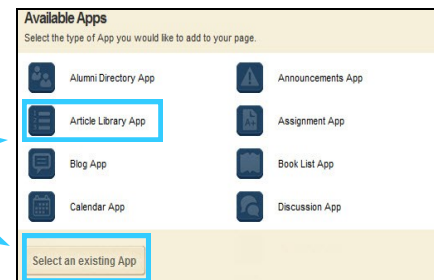 Available Apps
Select the type of App you would like to add to your page.
Alumni Directory App
Announcements App
Article Library App
Assignment App
Blog App
Book List App
Calendar App
Discussion App
Select an existing App